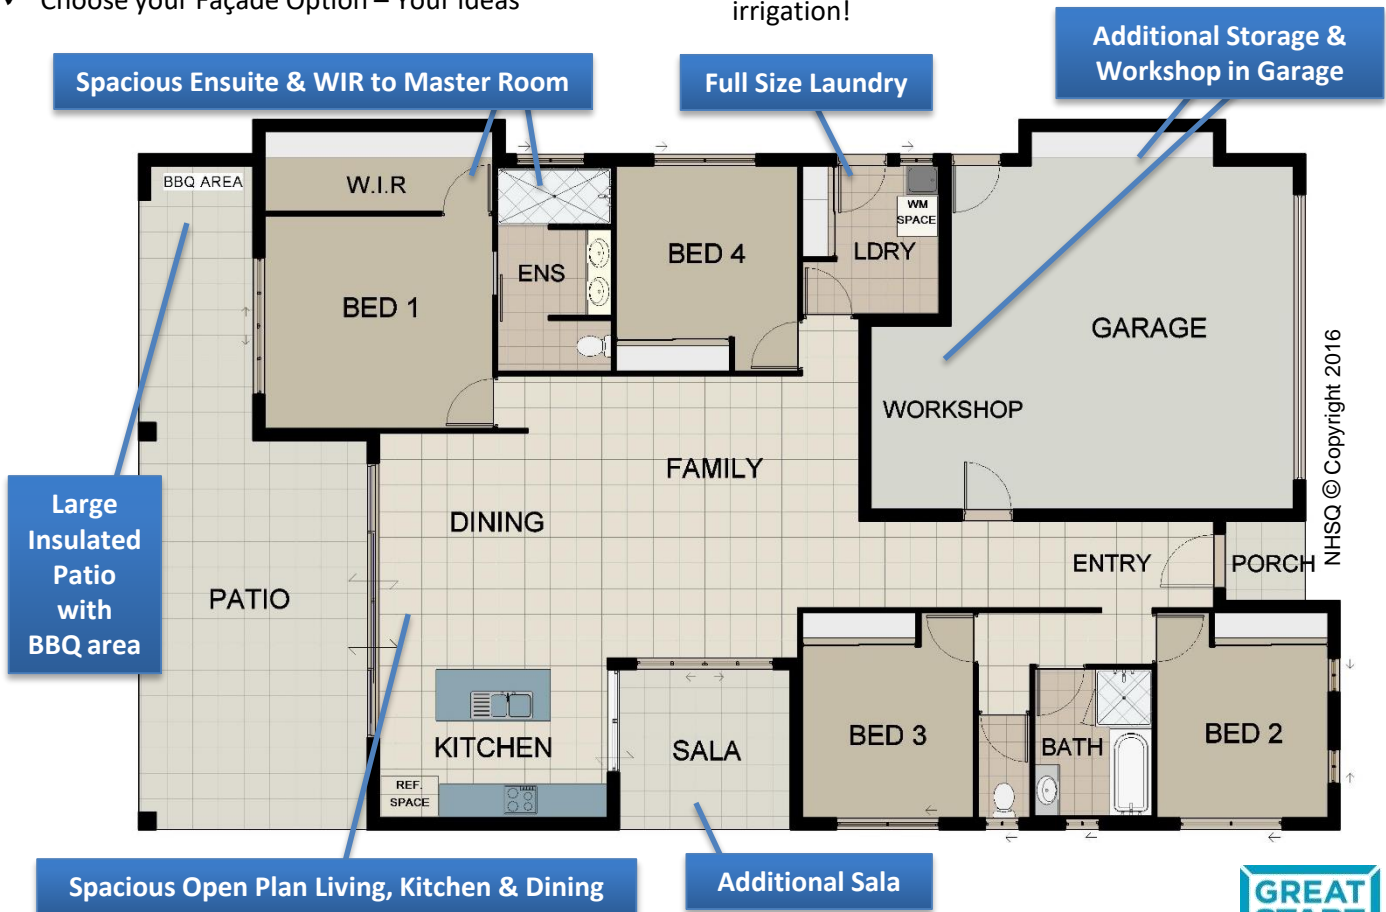 ✓ Choose your Façade Option – Your ideas
irrigation!
Additional Storage &
Workshop in Garage
Spacious Ensuite & WIR to Master Room
Full Size Laundry
BBQ AREA
W.I.R
WM
SPACE
BED 4
LDRY
ENS
BED 1
GARAGE
WORKSHOP
NHSQ © Copyright 2016
FAMILY
Large
Insulated
Patio
with
BBQ area
DINING
ENTRY
PORCH
PATIO
KITCHEN
SALA
BED 3
BATH
BED 2
REF.
SPACE
Spacious Open Plan Living, Kitchen & Dining
Additional Sala
GREAT
START